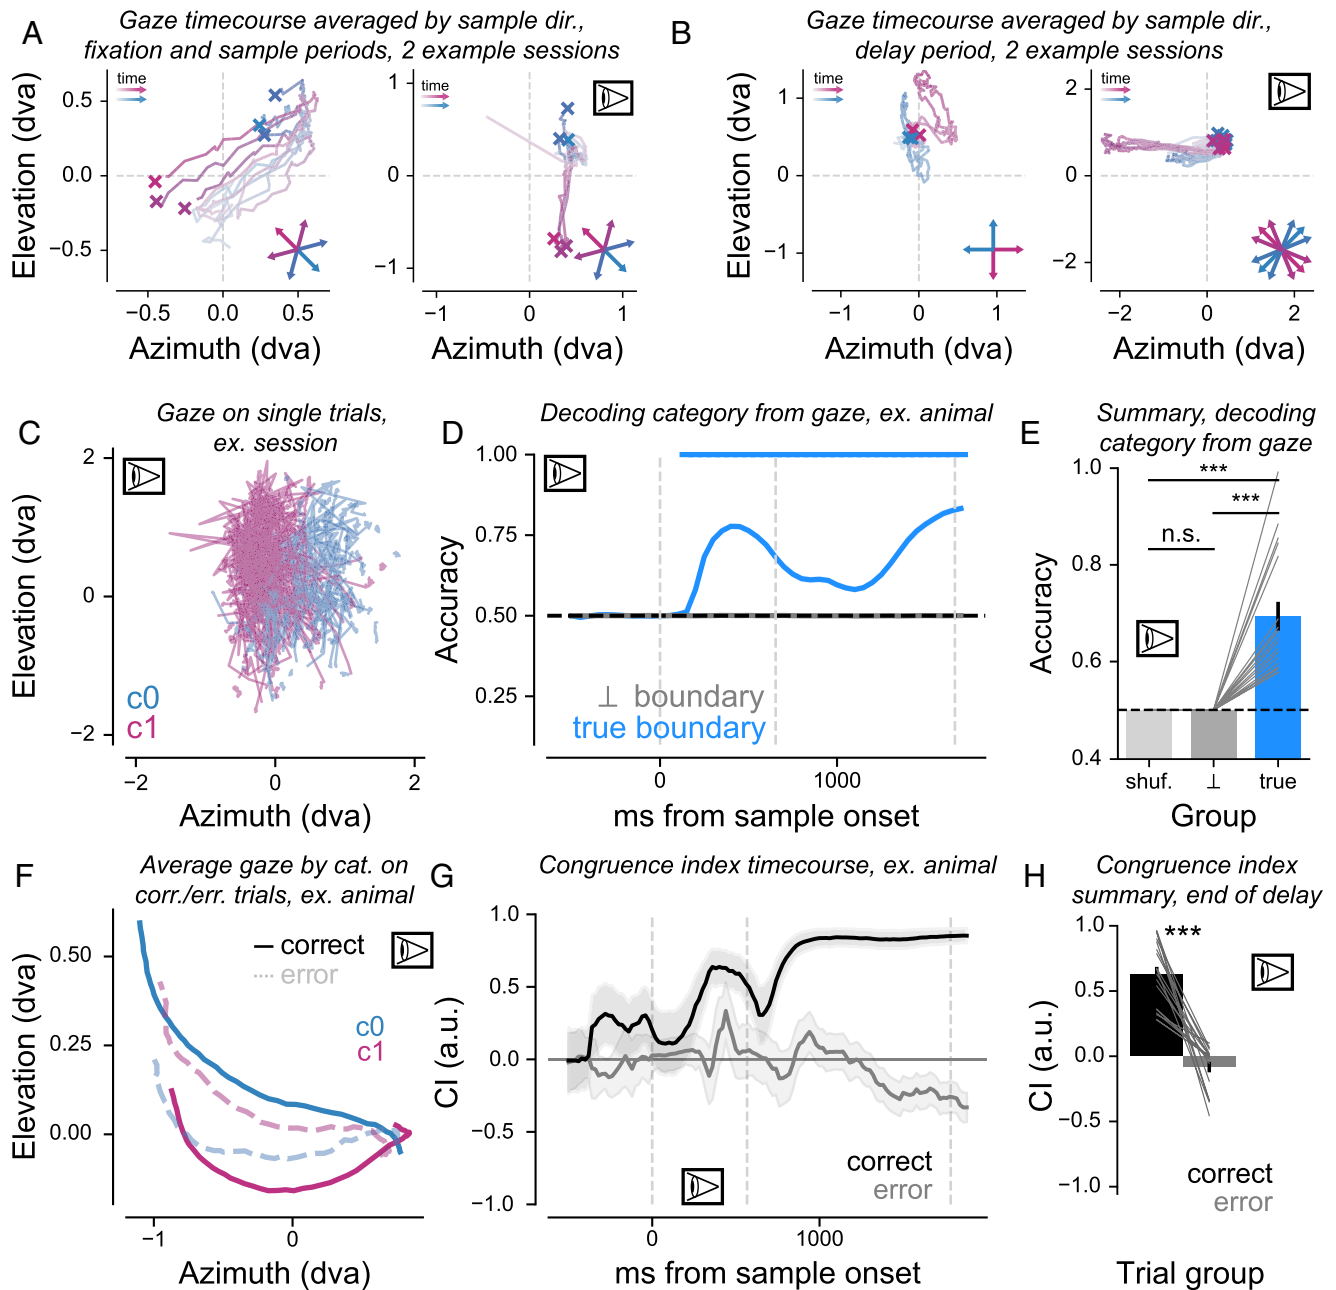 A
Gaze timecourse averaged by sample dir.,
fixation and sample periods, 2 example sessions
time
0.5
0.0
−0.5
Elevation (dva)
−0.5
0.0
0.5
Azimuth (dva)
time
1
0
−1
−1
0
1
Azimuth (dva)
B
Gaze timecourse averaged by sample dir.,
delay period, 2 example sessions
time
1
0
−1
Elevation (dva)
−1
0
1
Azimuth (dva)
time
2
0
−2
−2
0
2
Azimuth (dva)
C
Gaze on single trials,
ex. session
2
0
−2
Elevation (dva)
c0
c1
−2
0
2
Azimuth (dva)
D
Decoding category from gaze, ex. animal
1.00
0.75
0.50
0.25
Accuracy
⊥ boundary
true boundary
0
1000
ms from sample onset
E
Summary, decoding
category from gaze
1.0
0.8
0.6
0.4
Accuracy
***
***
n.s.
shuf.
⊥
true
Group
F
Average gaze by cat. on
corr./err. trials, ex. animal
correct
error
c0
c1
0.50
0.25
0.00
Elevation (dva)
−1
0
Azimuth (dva)
G
Congruence index timecourse, ex. animal
1.0
0.5
0.0
−0.5
−1.0
CI (a.u.)
correct
error
0
1000
ms from sample onset
H
Congruence index
summary, end of delay
1.0
0.5
0.0
−0.5
−1.0
CI (a.u.)
***
correct
error
Trial group